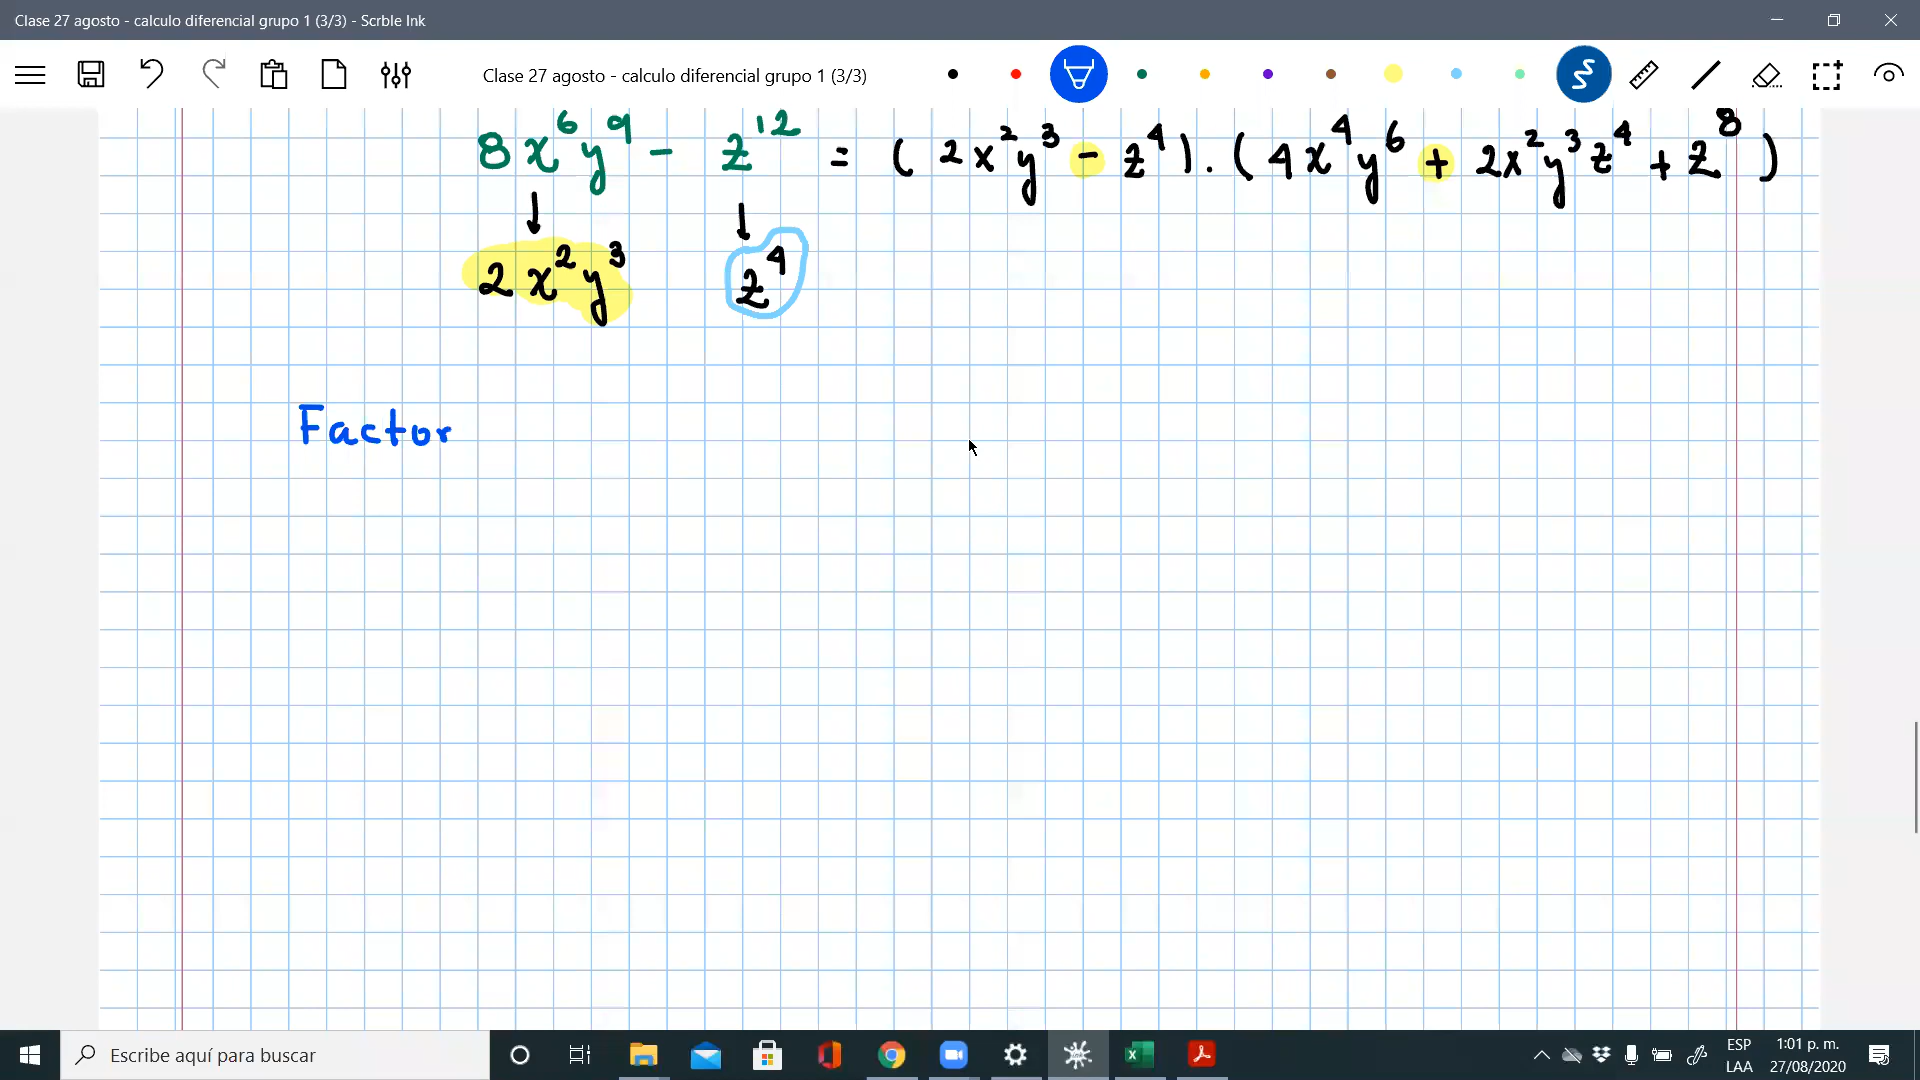 Clase 27 agosto - calculo diferencial grupo 1 (3/3) - Scrble Ink
Clase 27 agosto - calculo diferencial grupo 1 (3/3)
8x⁶y⁹ - z¹² = (2x²y³ - z⁴).(4x⁴y⁶ + 2x²y³z⁴ + z⁸)
↓ ↓
2x²y³ z⁴
Factor
Escribe aquí para buscar
ESP
LAA
1:01 p. m.
27/08/2020